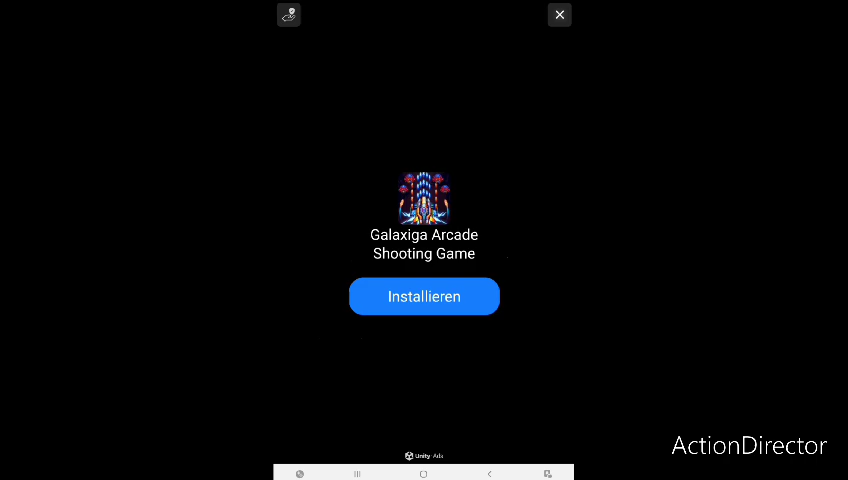 Galaxiga Arcade
Shooting Game
Installieren
Unity Ads
ActionDirector